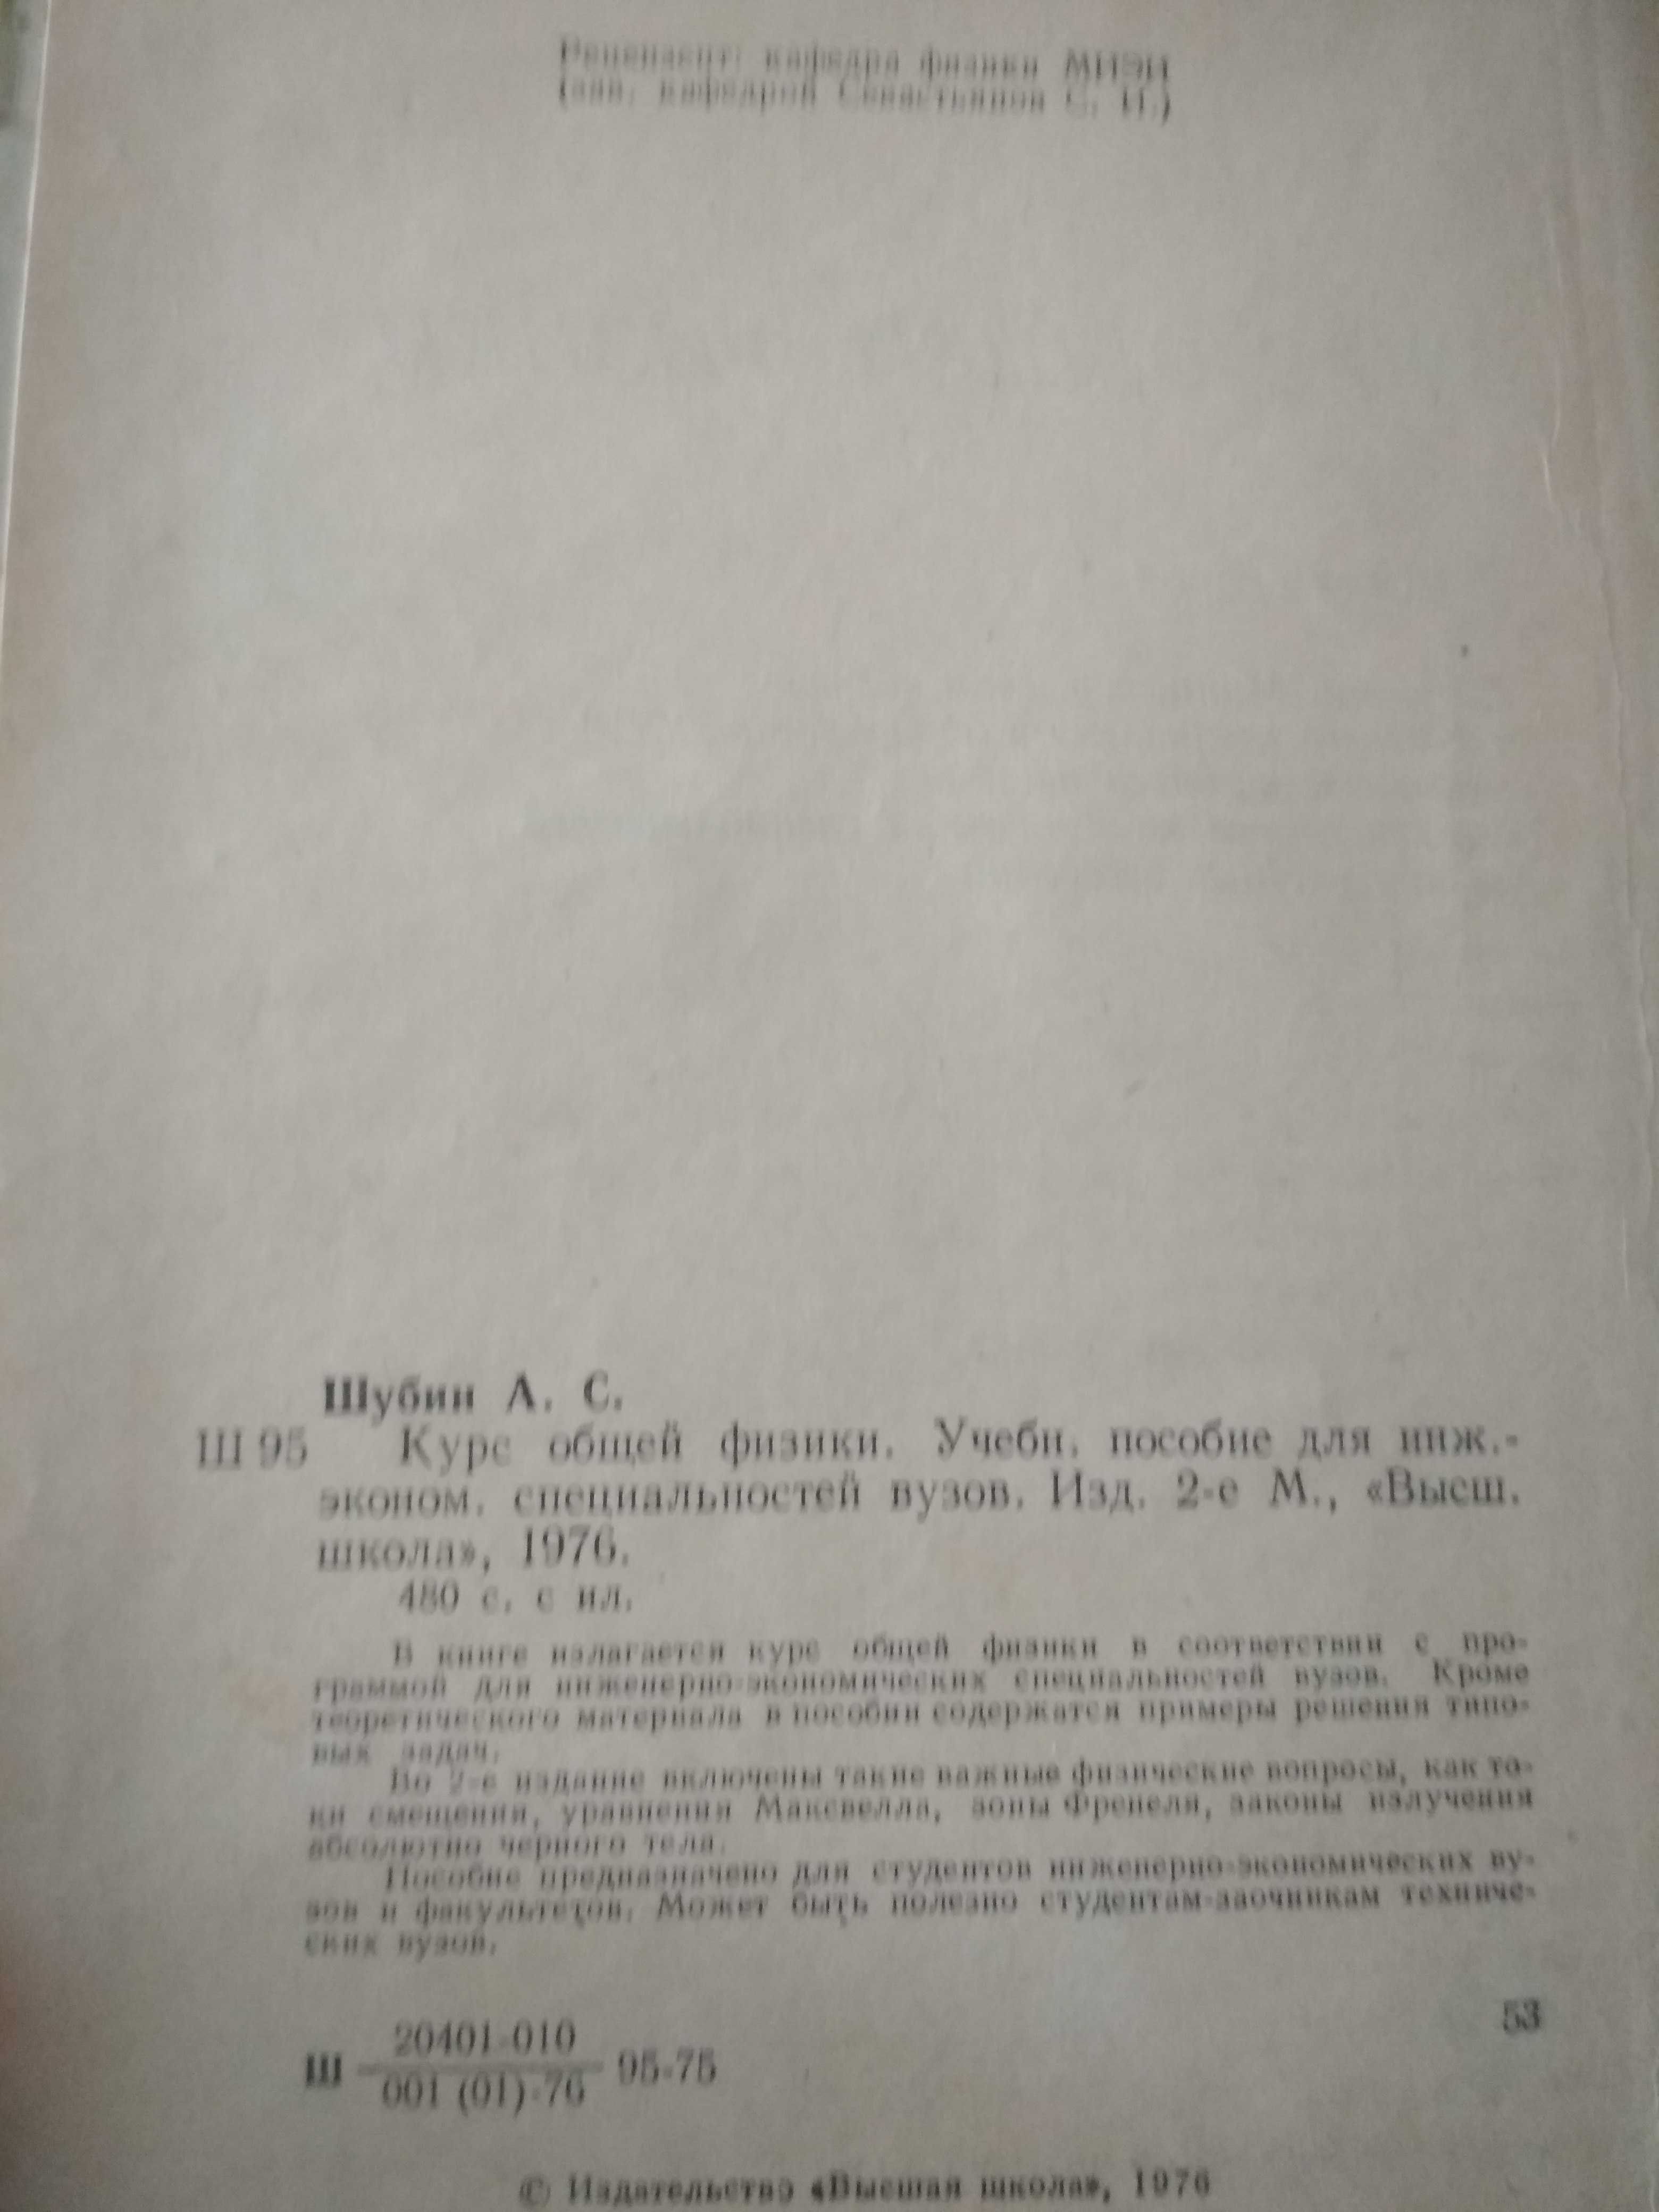 Рецензент: кафедра физики МИЭИ
(зав. кафедрой Севастьянов С. И.)
Шубин А. С.
Ш 95 Курс общей физики. Учебн. пособие для инж.-
эконом. специальностей вузов. Изд. 2-е М., «Высш.
школа», 1976.
480 с. с ил.
В книге излагается курс общей физики в соответствии с про-
граммой для инженерно-экономических специальностей вузов. Кроме
теоретического материала в пособии содержатся примеры решения типо-
вых задач.
Во 2-е издание включены такие важные физические вопросы, как то-
ки смещения, уравнения Максвелла, зоны Френеля, законы излучения
абсолютно черного тела.
Пособие предназначено для студентов инженерно-экономических ву-
зов и факультетов. Может быть полезно студентам-заочникам техниче-
ских вузов.
53
20401-010
Ш 95-75
001 (01)-76
© Издательство «Высшая школа», 1976